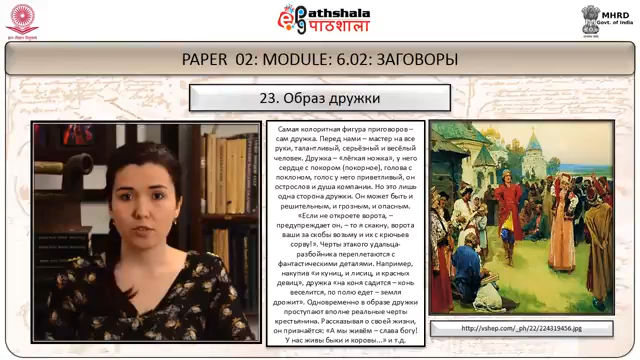 ePathshala
पाठशाला
MHRD
Govt. of India
PAPER 02: MODULE: 6.02: ЗАГОВОРЫ
23. Образ дружки
Самая колоритная фигура приговоров –
сам дружка. Перед нами – мастер на все
руки, талантливый, серьёзный и весёлый
человек. Дружка – «лёгкая ножка», у него
сердце с покором (покорное), голова с
поклоном, голос у него приветливый, он
острослов и душа компании. Но это лишь
одна сторона дружки. Он может быть и
решительным, и грозным, и опасным.
«Если не откроете ворота, –
предупреждает он, – то я скакну, ворота
ваши за скобы возьму и их с крючьев
сорву!». Черты этакого удальца-
разбойника переплетаются с
фантастическими деталями. Например,
накупив «и куниц, и лисиц, и красных
девиц», дружка «на коня садится – конь
веселится, по полю едет – земля
дрожит». Одновременно в образе дружки
проступают вполне реальные черты
крестьянина. Рассказывая о своей жизни,
он признаётся: «А мы живём – слава богу!
У нас живы быки и коровы...» и т.д.
http://vshep.com/_ph/22/224319456.jpg